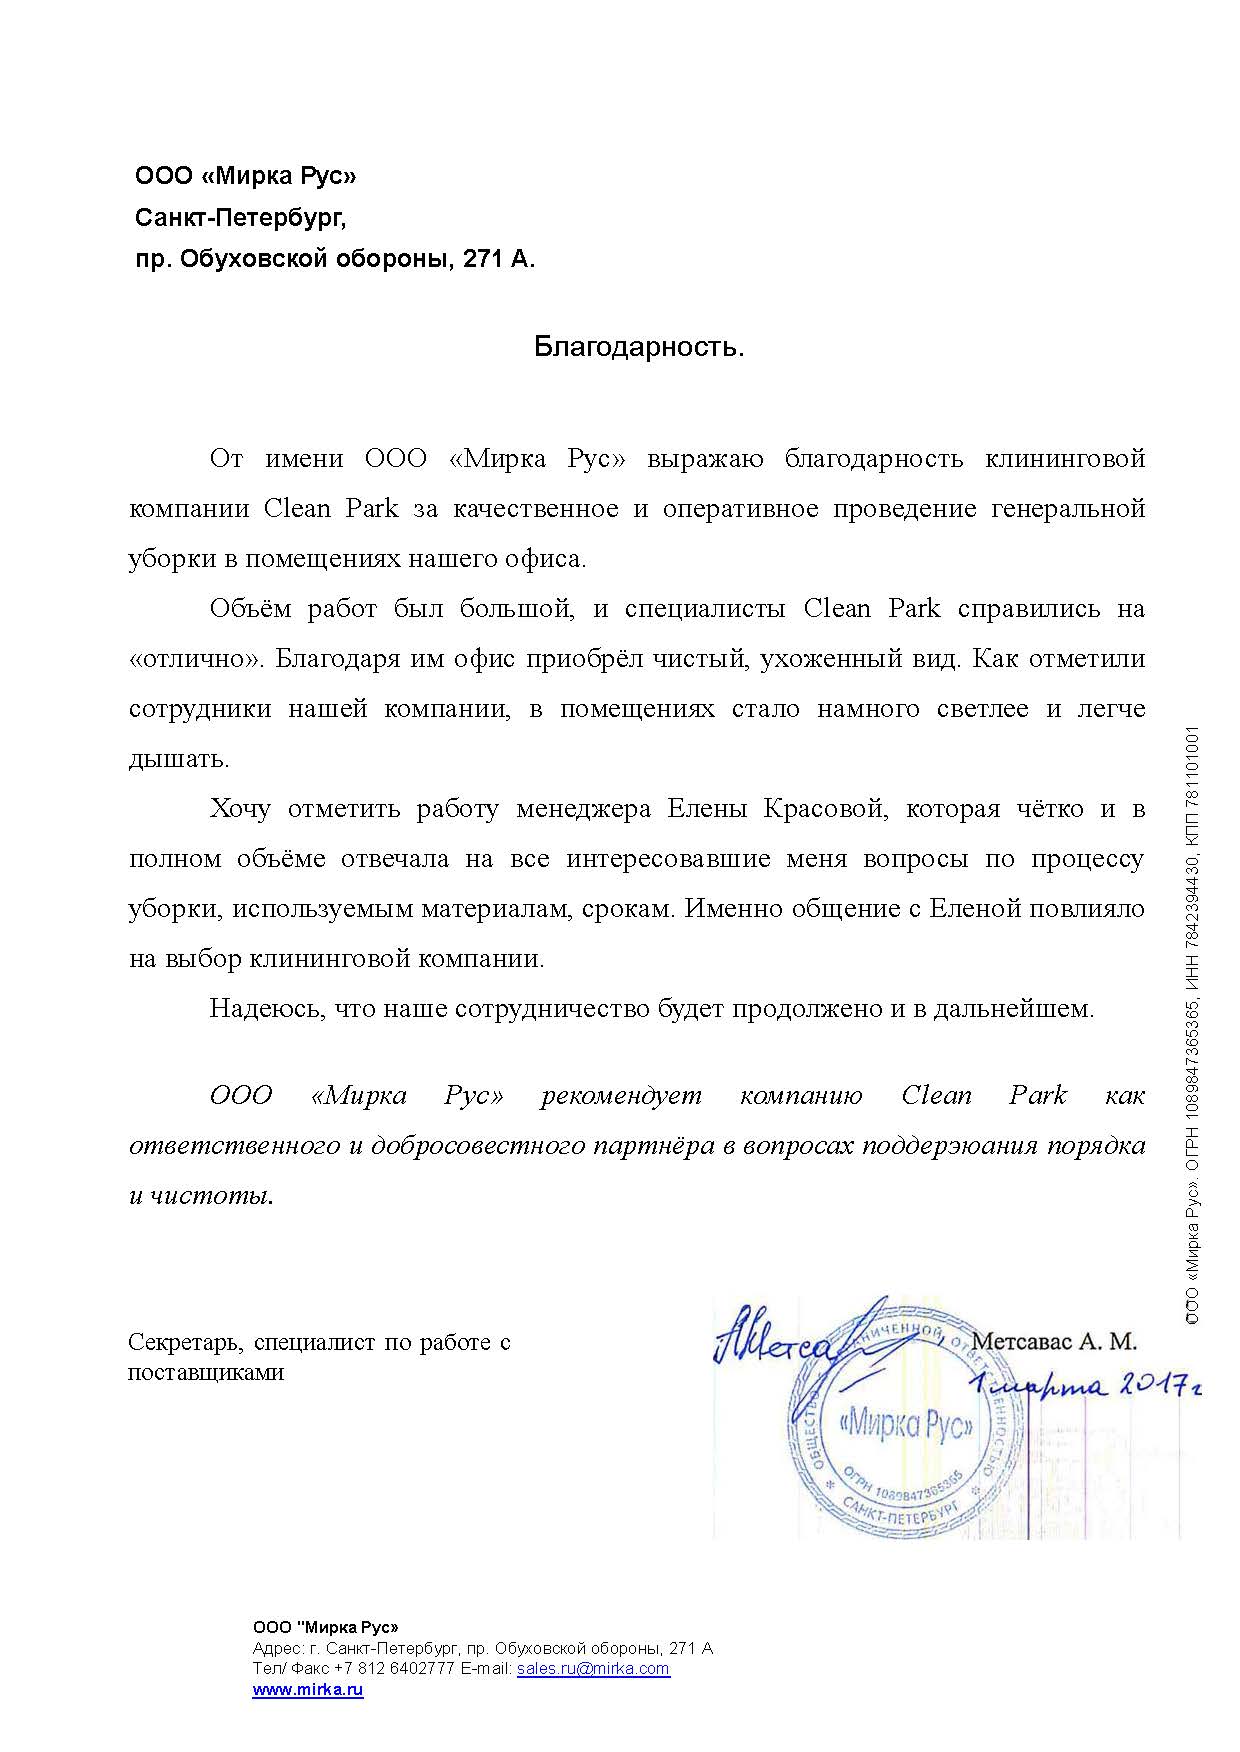 ООО «Мирка Рус»
Санкт-Петербург,
пр. Обуховской обороны, 271 А.
Благодарность.
От имени ООО «Мирка Рус» выражаю благодарность клининговой
компании Clean Park за качественное и оперативное проведение генеральной
уборки в помещениях нашего офиса.
Объём работ был большой, и специалисты Clean Park справились на
«отлично». Благодаря им офис приобрёл чистый, ухоженный вид. Как отметили
сотрудники нашей компании, в помещениях стало намного светлее и легче
дышать.
Хочу отметить работу менеджера Елены Красовой, которая чётко и в
полном объёме отвечала на все интересовавшие меня вопросы по процессу
уборки, используемым материалам, срокам. Именно общение с Еленой повлияло
на выбор клининговой компании.
Надеюсь, что наше сотрудничество будет продолжено и в дальнейшем.
ООО «Мирка Рус» рекомендует компанию Clean Park как
ответственного и добросовестного партнёра в вопросах поддержания порядка
и чистоты.
Секретарь, специалист по работе с
поставщиками
АМетсав
Метсавас А. М.
1 марта 2017г
ОБЩЕСТВО С ОГРАНИЧЕННОЙ ОТВЕТСТВЕННОСТЬЮ
«Мирка Рус»
ОГРН 1089847365365
* САНКТ-ПЕТЕРБУРГ *
ООО «Мирка Рус». ОГРН 1089847365365, ИНН 7842394430, КПП 781101001
ООО "Мирка Рус»
Адрес: г. Санкт-Петербург, пр. Обуховской обороны, 271 А
Тел/ Факс +7 812 6402777 E-mail: sales.ru@mirka.com
www.mirka.ru